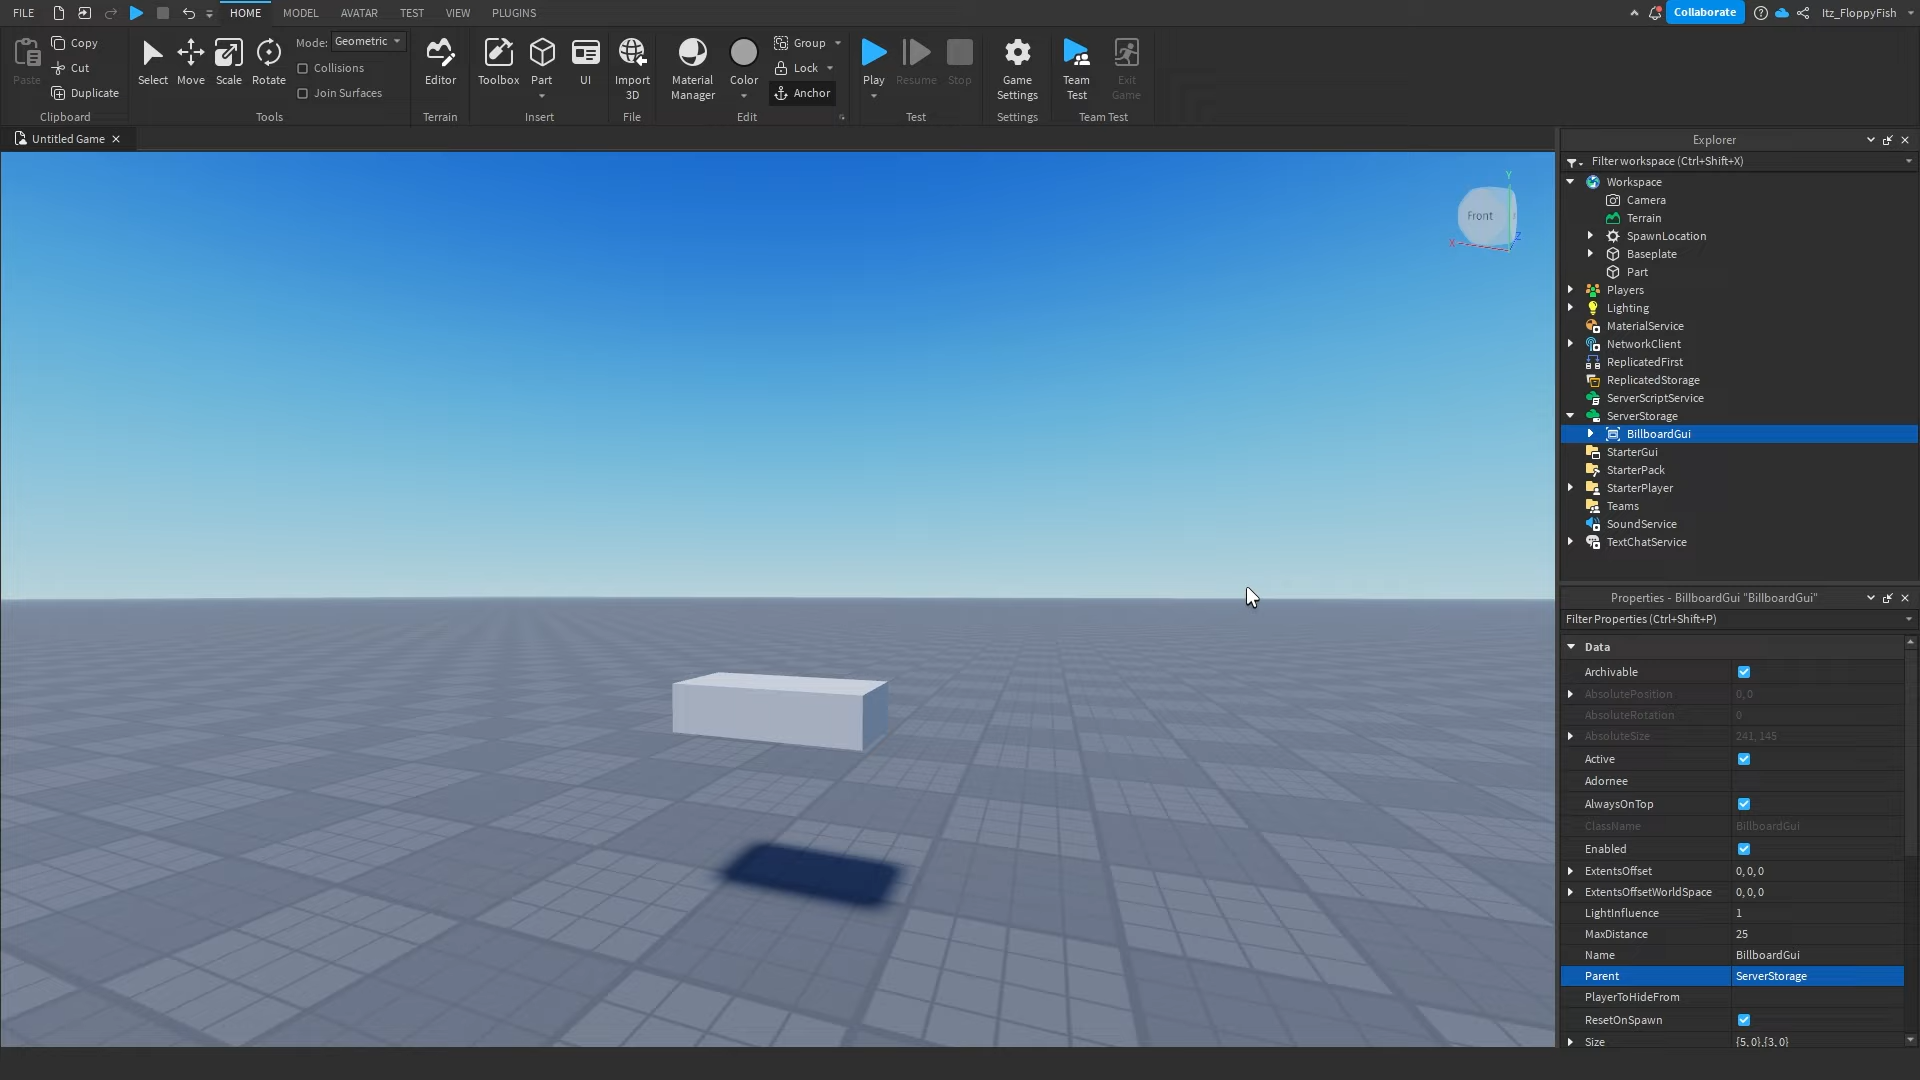 FILE HOME MODEL AVATAR TEST VIEW PLUGINS Collaborate Itz_FloppyFish
Paste Copy Cut Duplicate Clipboard
Select Move Scale Rotate Mode: Geometric Collisions Join Surfaces Tools
Editor Terrain
Toolbox Part UI Insert
Import 3D File
Material Manager Color Group Lock Anchor Edit
Play Resume Stop Test
Game Settings Settings
Team Test Exit Game Team Test
Untitled Game
Front
Y
X
Z
Explorer
Filter workspace (Ctrl+Shift+X)
Workspace
Camera
Terrain
SpawnLocation
Baseplate
Part
Players
Lighting
MaterialService
NetworkClient
ReplicatedFirst
ReplicatedStorage
ServerScriptService
ServerStorage
BillboardGui
StarterGui
StarterPack
StarterPlayer
Teams
SoundService
TextChatService
Properties - BillboardGui "BillboardGui"
Filter Properties (Ctrl+Shift+P)
Data
Archivable
AbsolutePosition 0, 0
AbsoluteRotation 0
AbsoluteSize 241, 145
Active
Adornee
AlwaysOnTop
ClassName BillboardGui
Enabled
ExtentsOffset 0, 0, 0
ExtentsOffsetWorldSpace 0, 0, 0
LightInfluence 1
MaxDistance 25
Name BillboardGui
Parent ServerStorage
PlayerToHideFrom
ResetOnSpawn
Size {5, 0},{3, 0}